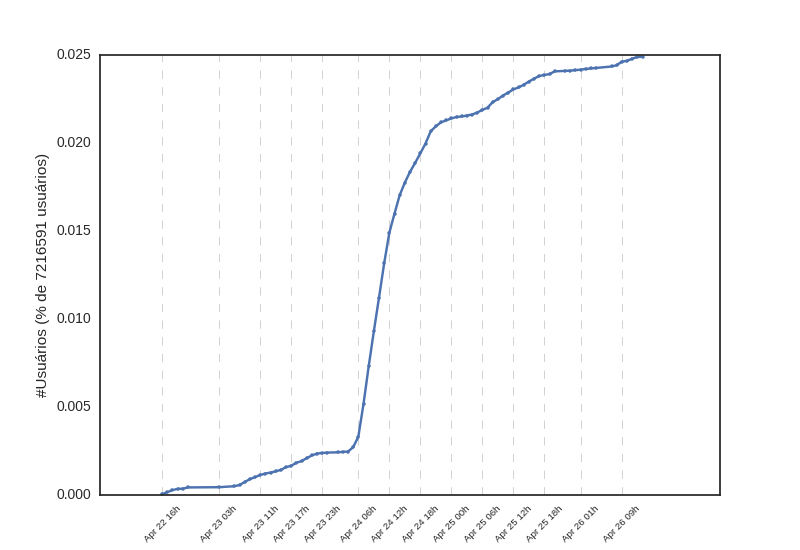 0.025
0.020
0.015
0.010
0.005
0.000
#Usuários (% de 7216591 usuários)
Apr 22 16h
Apr 23 03h
Apr 23 11h
Apr 23 17h
Apr 23 23h
Apr 24 06h
Apr 24 12h
Apr 24 18h
Apr 25 00h
Apr 25 06h
Apr 25 12h
Apr 25 18h
Apr 26 01h
Apr 26 09h